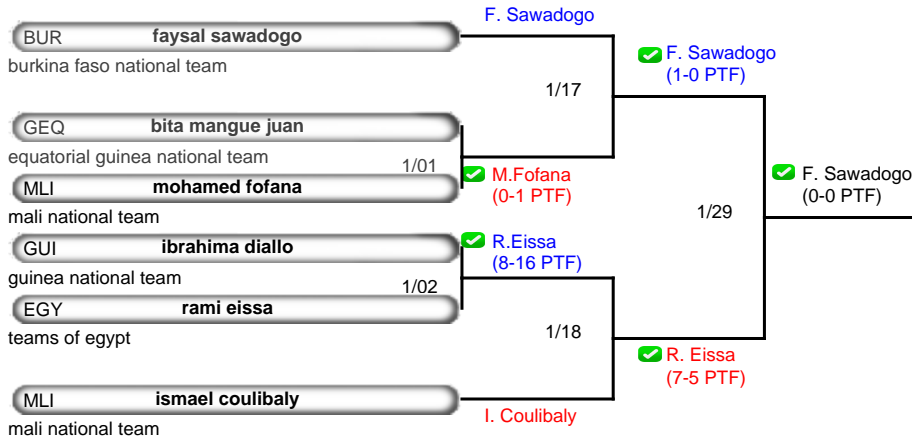 F. Sawadogo
BUR faysal sawadogo
burkina faso national team
F. Sawadogo
(1-0 PTF)
1/17
GEQ bita mangue juan
equatorial guinea national team
1/01
M.Fofana
(0-1 PTF)
MLI mohamed fofana
mali national team
F. Sawadogo
(0-0 PTF)
1/29
GUI ibrahima diallo
guinea national team
R.Eissa
(8-16 PTF)
1/02
EGY rami eissa
teams of egypt
1/18
R. Eissa
(7-5 PTF)
MLI ismael coulibaly
mali national team
I. Coulibaly